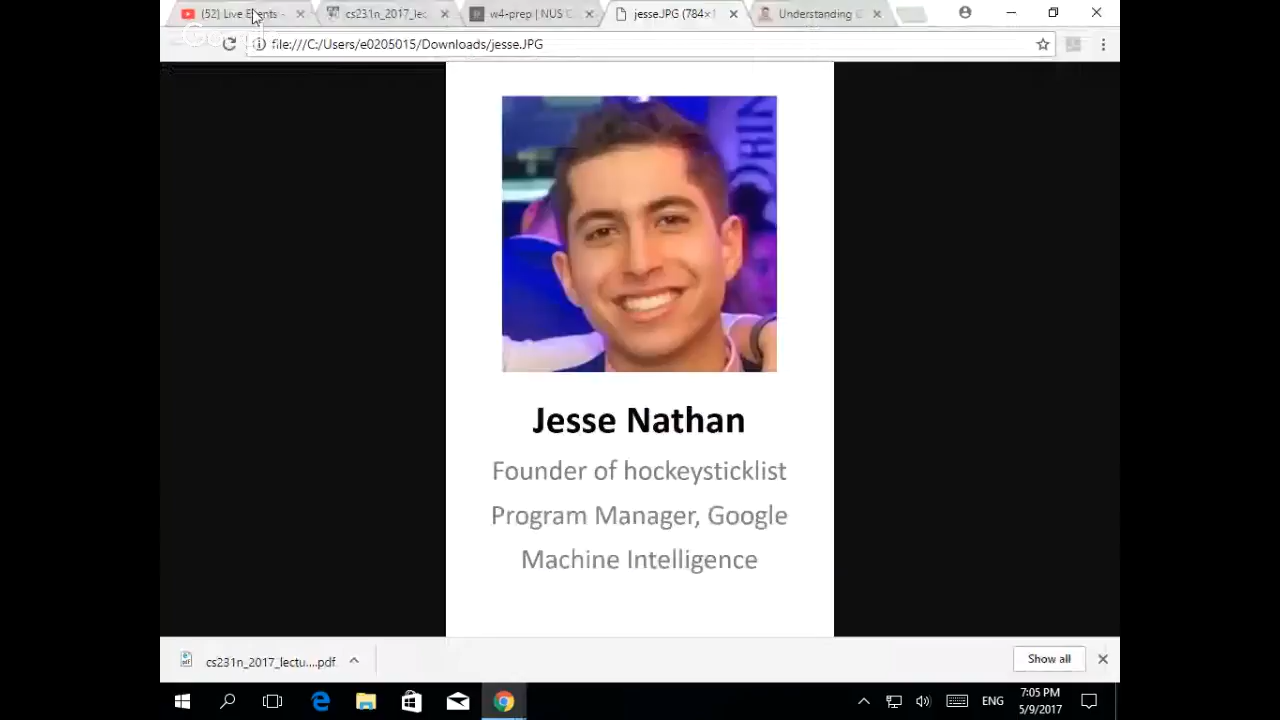 (52) Live Events -
cs231n_2017_lec
w4-prep | NUS
jesse.JPG (784×1
Understanding
file:///C:/Users/e0205015/Downloads/jesse.JPG
ORIN
Jesse Nathan
Founder of hockeysticklist
Program Manager, Google
Machine Intelligence
cs231n_2017_lectu....pdf
Show all
ENG
7:05 PM
5/9/2017